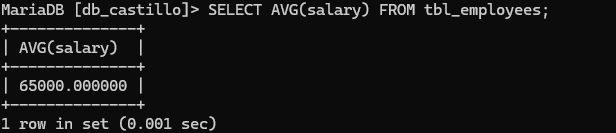 MariaDB [db_castillo]> SELECT AVG(salary) FROM tbl_employees;
+--------------+
| AVG(salary)  |
+--------------+
| 65000.000000 |
+--------------+
1 row in set (0.001 sec)